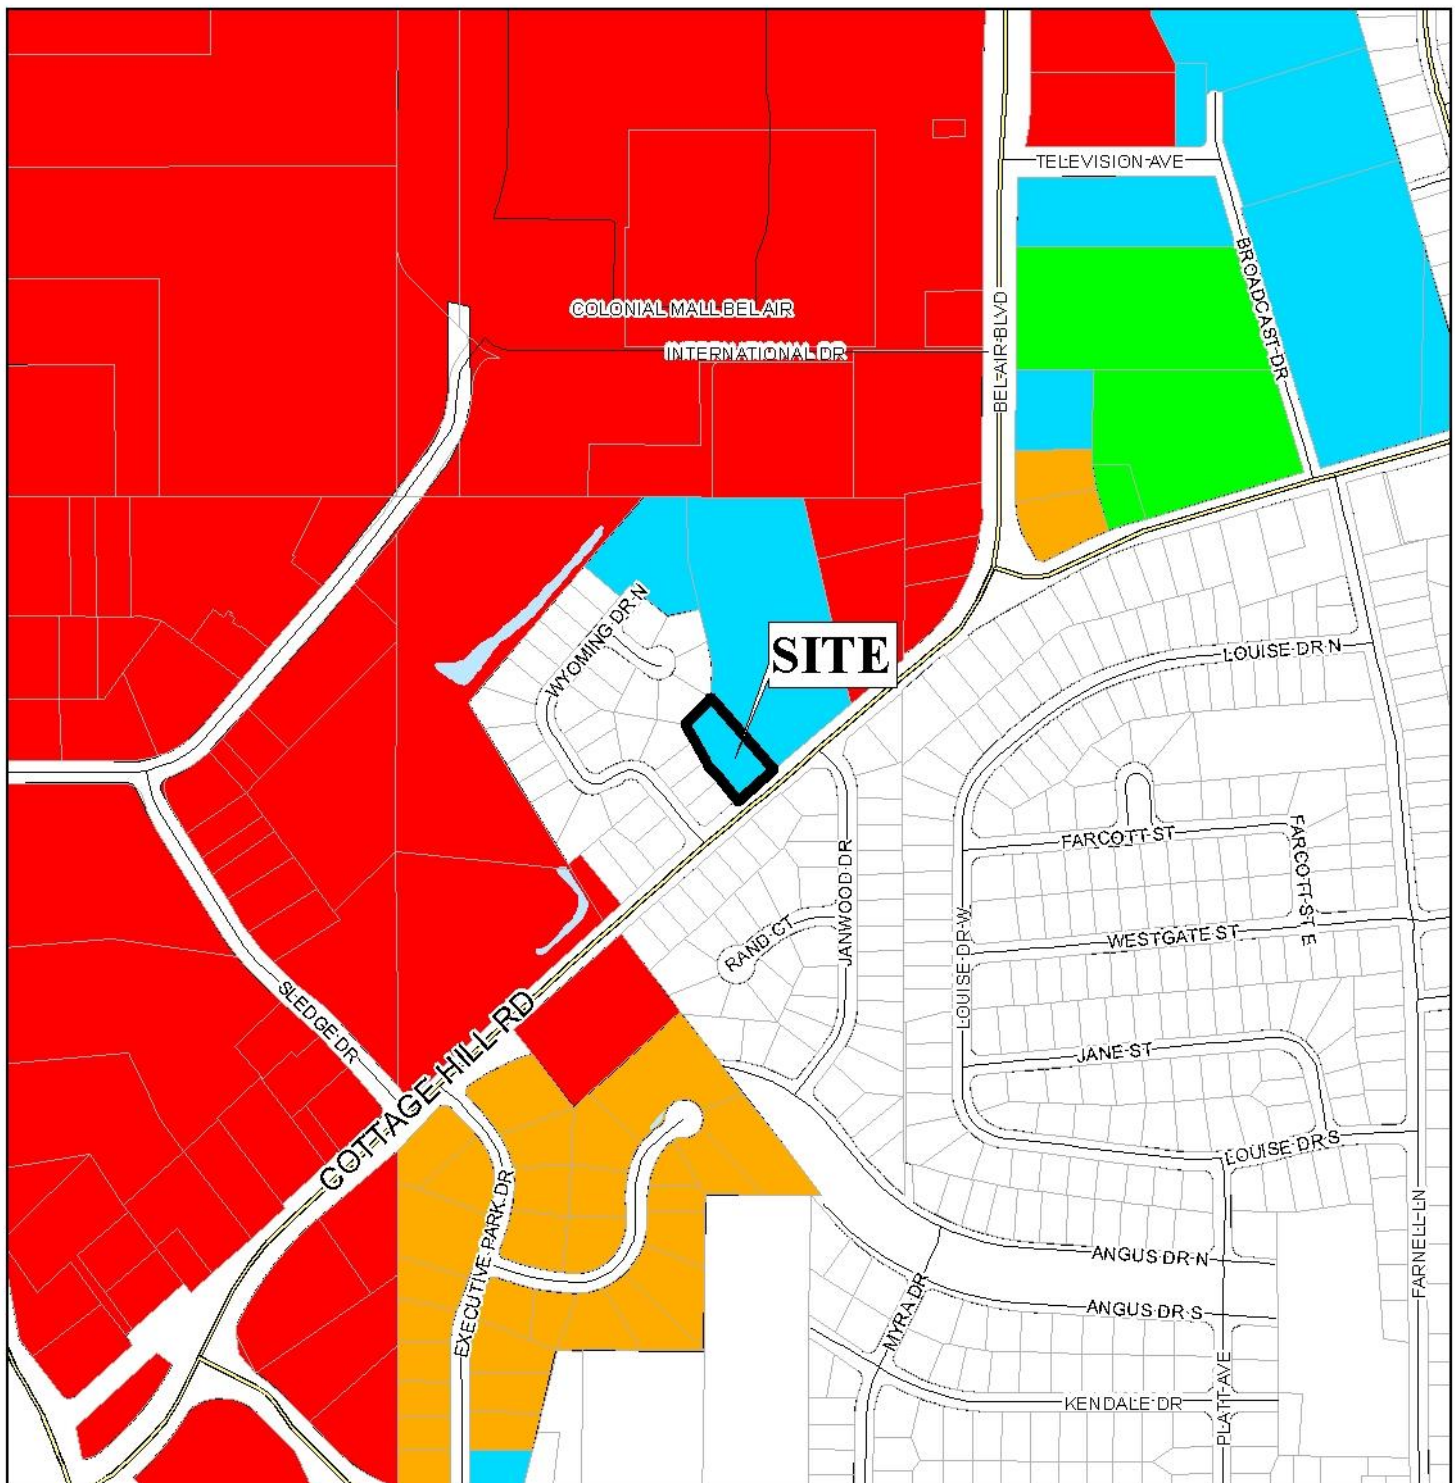 TELEVISION AVE
BROADCAST DR
COLONIAL MALL BEL AIR
INTERNATIONAL DR
BEL AIR BLVD
WYOMING DR N
SITE
LOUISE DR N
FARCOTT ST
FARCOTT ST E
JANWOOD DR
RAND CT
LOUISE DR W
WESTGATE ST
SLEDGE DR
COTTAGE HILL RD
JANE ST
LOUISE DR S
EXECUTIVE PARK DR
ANGUS DR N
FARNELL LN
MYRA DR
ANGUS DR S
PLATT AVE
KENDALE DR